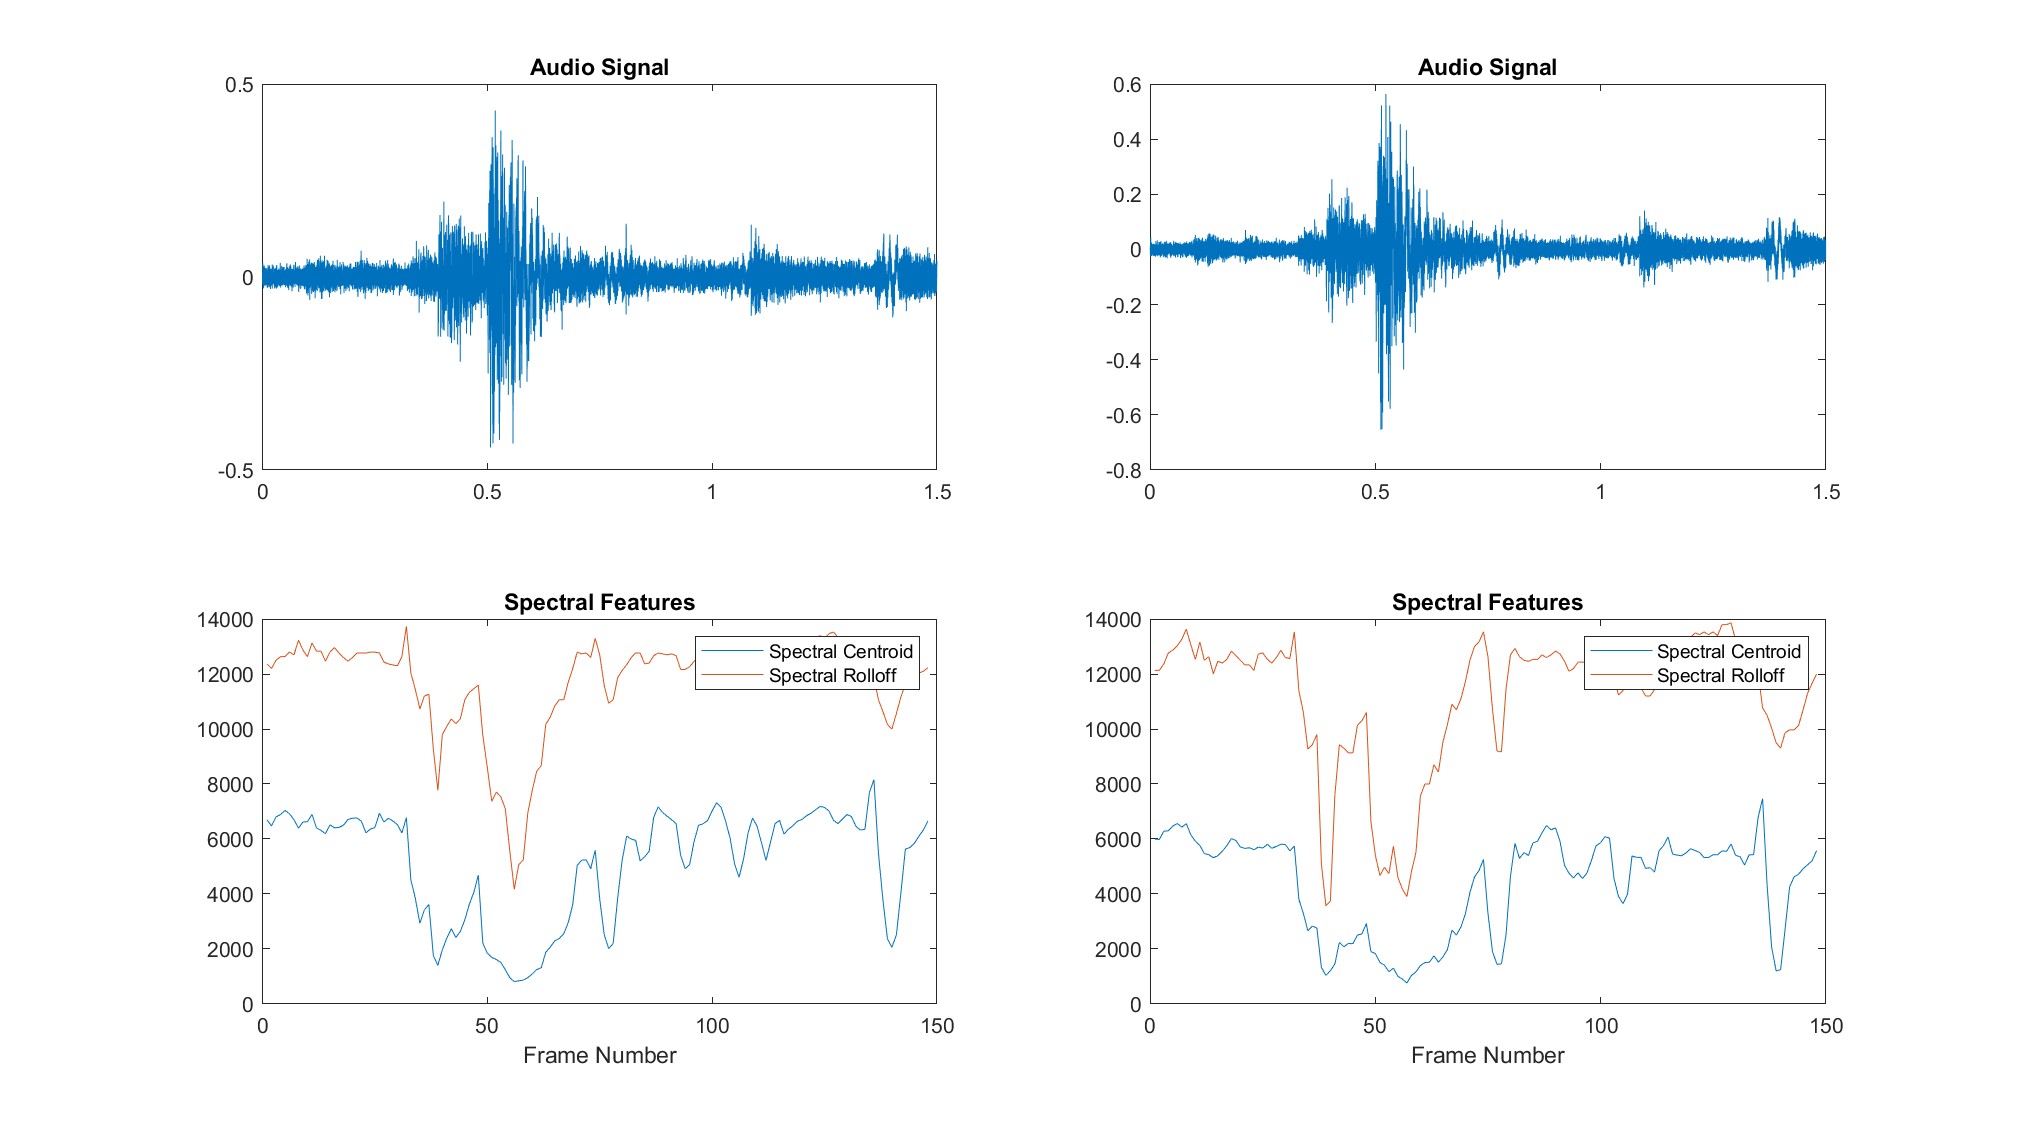 Audio Signal
0.5
0
-0.5
0 0.5 1 1.5
Audio Signal
0.6
0.4
0.2
0
-0.2
-0.4
-0.6
-0.8
0 0.5 1 1.5
Spectral Features
14000
12000
10000
8000
6000
4000
2000
0
Spectral Centroid
Spectral Rolloff
0 50 100 150
Frame Number
Spectral Features
14000
12000
10000
8000
6000
4000
2000
0
Spectral Centroid
Spectral Rolloff
0 50 100 150
Frame Number